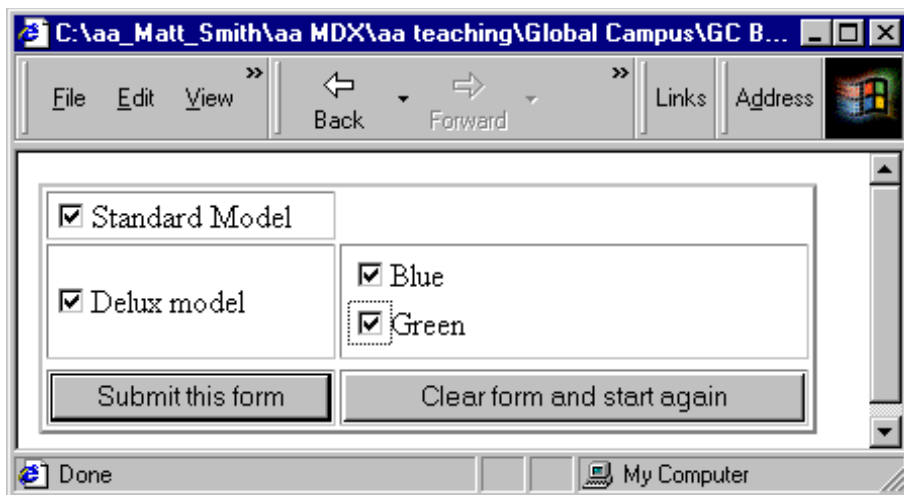 C:\aa_Matt_Smith\aa MDX\aa teaching\Global Campus\GC B...
File Edit View » Back Forward » Links Address
Standard Model
Delux model
Blue
Green
Submit this form Clear form and start again
Done My Computer